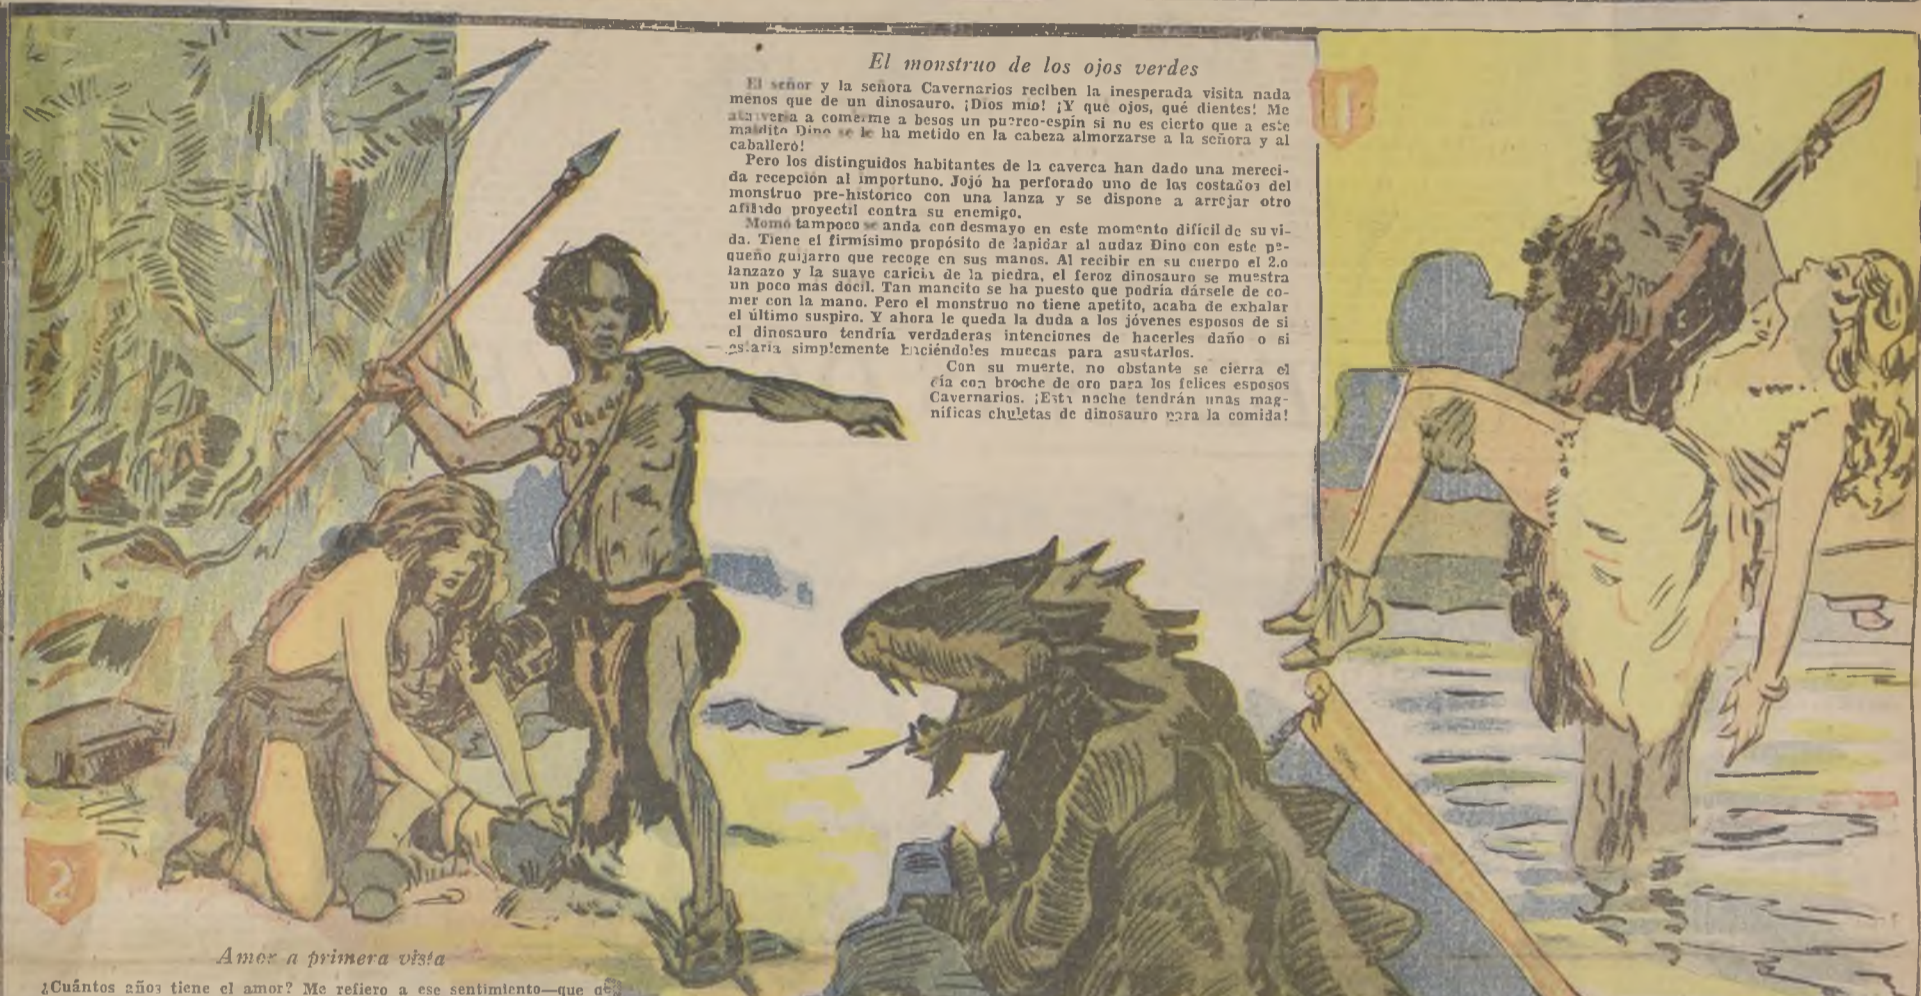 El monstruo de los ojos verdes
El señor y la señora Cavernarios reciben la inesperada visita nada
menos que de un dinosauro. ¡Dios mio! ¡Y qué ojos, qué dientes! Me
atrveria a comerme a besos un puerco-espín si no es cierto que a este
maldito Dino se le ha metido en la cabeza almorzarse a la señora y al
caballero!
Pero los distinguidos habitantes de la caverca han dado una mereci-
da recepción al importuno. Jojó ha perforado uno de los costados del
monstruo pre-histórico con una lanza y se dispone a arrojar otro
afilado proyectil contra su enemigo.
Momó tampoco se anda con desmayo en este momento difícil de su vi-
da. Tiene el firmísimo propósito de lapidar al audaz Dino con este pe-
queño guijarro que recoge en sus manos. Al recibir en su cuerpo el 2.o
lanzazo y la suave caricia de la piedra, el feroz dinosauro se muestra
un poco más dócil. Tan mancito se ha puesto que podría dársele de co-
mer con la mano. Pero el monstruo no tiene apetito, acaba de exhalar
el último suspiro. Y ahora le queda la duda a los jóvenes esposos de si
el dinosauro tendría verdaderas intenciones de hacerles daño o si
estaría simplemente haciéndoles muecas para asustarlos.
Con su muerte, no obstante se cierra el
día con broche de oro para los felices esposos
Cavernarios. ¡Esta noche tendrán unas mag-
níficas chuletas de dinosauro para la comida!
1
2
Amor a primera vista
¿Cuántos años tiene el amor? Me refiero a ese sentimiento—que